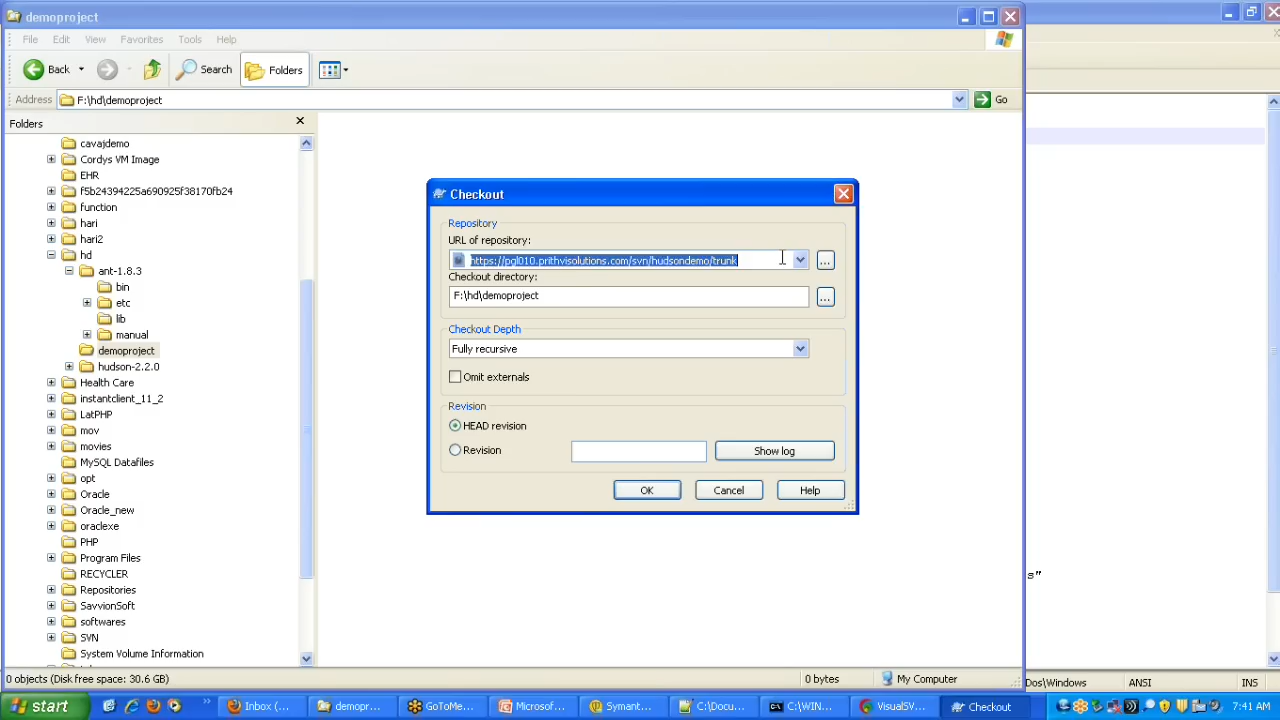 demoproject
File Edit View Favorites Tools Help
Back Search Folders
Address F:\hd\demoproject Go
Folders
cavajdemo
Cordys VM Image
EHR
f5b24394225a690925f38170fb24
function
hari
hari2
hd
ant-1.8.3
bin
etc
lib
manual
demoproject
hudson-2.2.0
Health Care
instantclient_11_2
LatPHP
mov
movies
MySQL Datafiles
opt
Oracle
Oracle_new
oraclexe
PHP
Program Files
RECYCLER
Repositories
SavvionSoft
softwares
SVN
System Volume Information
Checkout
Repository
URL of repository:
https://pgl010.prithvisolutions.com/svn/hudsondemo/trunk
...
Checkout directory:
F:\hd\demoproject
...
Checkout Depth
Fully recursive
Omit externals
Revision
HEAD revision
Revision
Show log
OK Cancel Help
s"
0 objects (Disk free space: 30.6 GB) 0 bytes My Computer
Dos\Windows ANSI INS
start Inbox (... demopr... GoToMe... Microsof... Symant... C:\Docu... C:\WIN... VisualSV... Checkout 7:41 AM